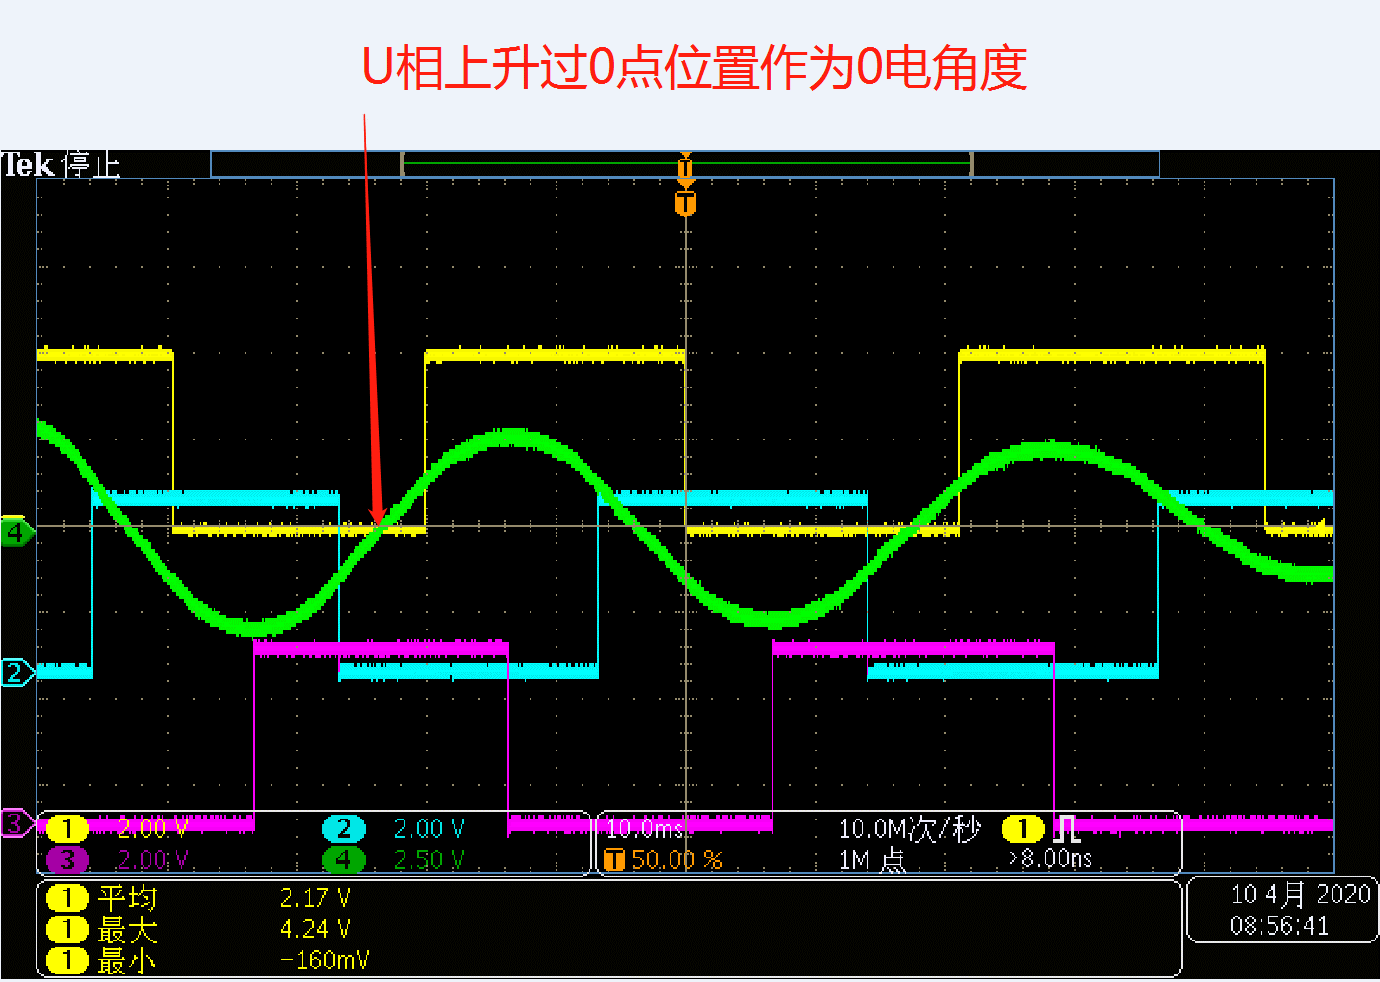 U相上升过0点位置作为0电角度
Tek 停止
T
T
4
2
3
1 2.00 V 2 2.00 V 10.0ms 10.0M次/秒 1
3 2.00 V 4 2.50 V T 50.00 % 1M 点 >8.00ns
1 平均 2.17 V
1 最大 4.24 V
1 最小 -160mV
10 4月 2020
08:56:41